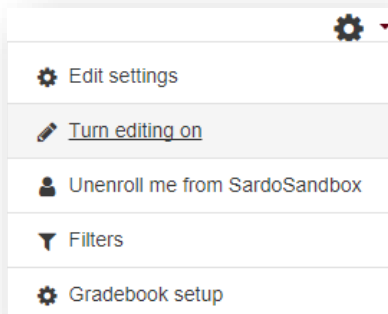 Edit settings
Turn editing on
Unenroll me from SardoSandbox
Filters
Gradebook setup